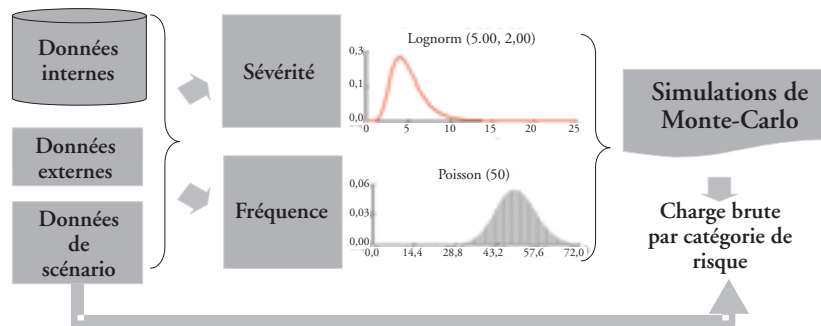 Données
internes
Données
externes
Données
de
scénario
Sévérité
Lognorm (5.00, 2,00)
0,3
0,1
0,0
0 5 10 15 20 25
Fréquence
Poisson (50)
0,06
0,03
0,00
0,0 14,4 28,8 43,2 57,6 72,0
Simulations de
Monte-Carlo
Charge brute
par catégorie de
risque